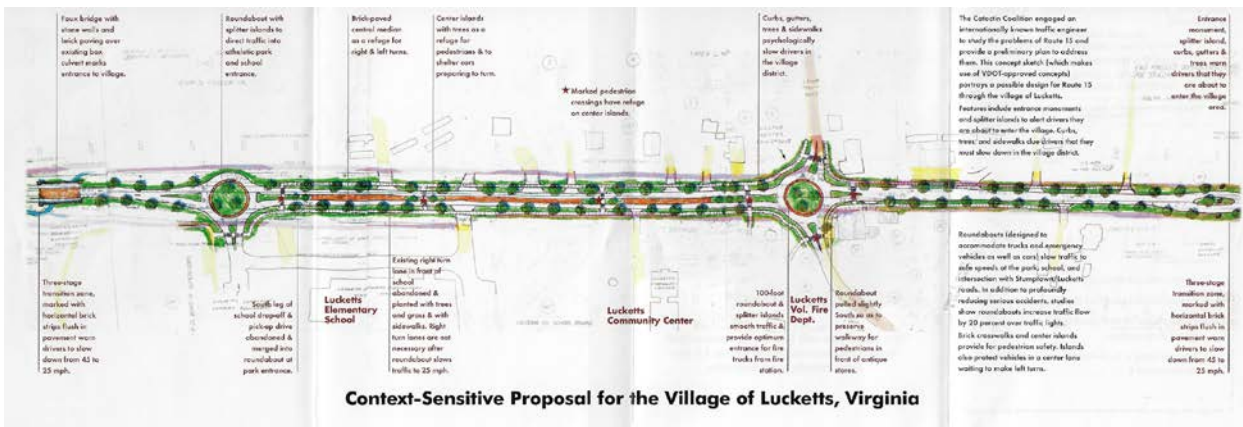 Faux bridge with
stone walls and
brick paving over
existing box
culvert marks
entrance to village.
Roundabout with
splitter islands to
direct traffic into
athletic park
and school
entrance.
Brick-paved
central median
as a refuge for
right & left turns.
Center islands
with trees as a
refuge for
pedestrians & to
shelter cars
preparing to turn.
★ Marked pedestrian
crossings have refuge
on center islands.
Curbs, gutters,
trees & sidewalks
psychologically
slow drivers in
the village
district.
The Catoctin Coalition engaged an
internationally known traffic engineer
to study the problems of Route 15 and
provide a preliminary plan to address
them. This concept sketch (which makes
use of VDOT-approved concepts)
portrays a possible design for Route 15
through the village of Lucketts.
Features include entrance monuments
and splitter islands to alert drivers they
are about to enter the village. Curbs,
trees, and sidewalks clue drivers that they
must slow down in the village district.
Entrance
monument,
splitter island,
curbs, gutters &
trees warn
drivers that they
are about to
enter the village
area.
Three-stage
transition zone,
marked with
horizontal brick
strips flush in
pavement warn
drivers to slow
down from 45 to
25 mph.
South leg of
school drop-off &
pick-up drive
abandoned &
merged into
roundabout at
park entrance.
Lucketts
Elementary
School
Existing right turn
lane in front of
school
abandoned &
planted with trees
and grass & with
sidewalks. Right
turn lanes are not
necessary after
roundabout slows
traffic to 25 mph.
Lucketts
Community Center
100-foot
roundabout &
splitter islands
smooth traffic &
provide optimum
entrance for fire
trucks from fire
station.
Lucketts
Vol. Fire
Dept.
Roundabout
pulled slightly
South so as to
preserve
walkway for
pedestrians in
front of antique
stores.
Roundabouts (designed to
accommodate trucks and emergency
vehicles as well as cars) slow traffic to
safe speeds at the park, school, and
intersection with Stumptown/Lucketts
roads. In addition to profoundly
reducing serious accidents, studies
show roundabouts increase traffic flow
by 20 percent over traffic lights.
Brick crosswalks and center islands
provide for pedestrian safety. Islands
also protect vehicles in a center lane
waiting to make left turns.
Three-stage
transition zone,
marked with
horizontal brick
strips flush in
pavement warn
drivers to slow
down from 45 to
25 mph.
Context-Sensitive Proposal for the Village of Lucketts, Virginia